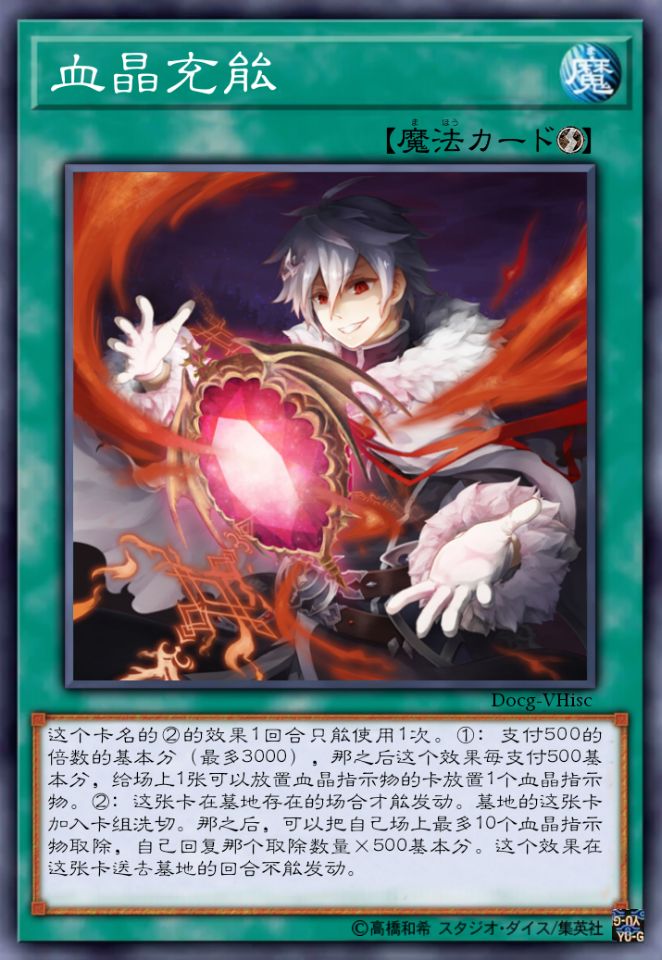 血晶充能
魔
【魔法カード】
ま ほう
Docg-VHisc
这个卡名的②的效果1回合只能使用1次。①：支付500的
倍数的基本分（最多3000），那之后这个效果每支付500基
本分，给场上1张可以放置血晶指示物的卡放置1个血晶指示
物。②：这张卡在墓地存在的场合才能发动。墓地的这张卡
加入卡组洗切。那之后，可以把自己场上最多10个血晶指示
物取除，自己回复那个取除数量×500基本分。这个效果在
这张卡送去墓地的回合不能发动。
©高橋和希 スタジオ・ダイス/集英社
YU-G
YU-G